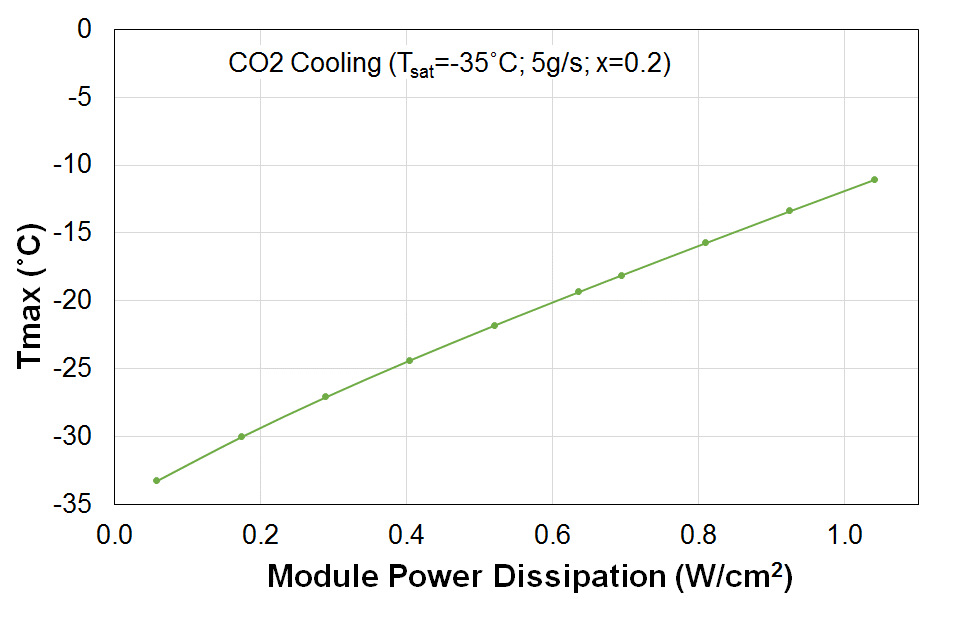 0
CO2 Cooling (Tsat=-35˚C; 5g/s; x=0.2)
-5
-10
-15
-20
-25
-30
-35
Tmax (˚C)
0.0 0.2 0.4 0.6 0.8 1.0
Module Power Dissipation (W/cm²)